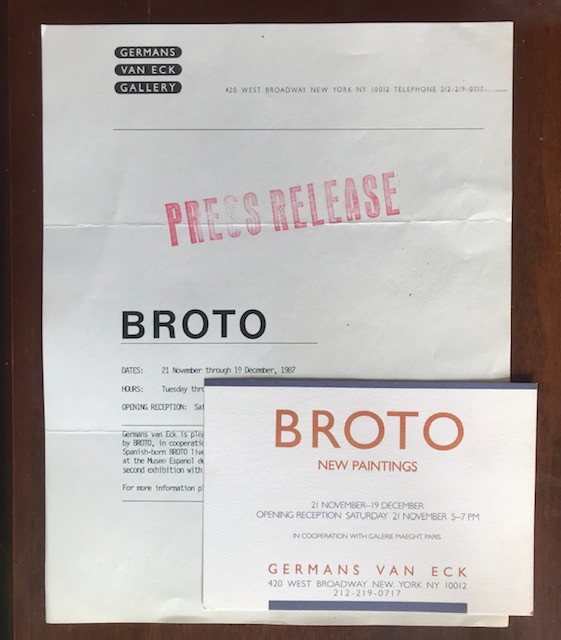 GERMANS
VAN ECK
GALLERY
420 WEST BROADWAY NEW YORK NY 10012 TELEPHONE 212-219-0717
PRESS RELEASE
BROTO
DATES: 21 November through 19 December, 1987
HOURS: Tuesday thr
OPENING RECEPTION: Sat
Germans van Eck is plea
by BROTO, in cooperatio
Spanish-born BROTO live
at the Museo Espanol de
second exhibition with
For more information pl
BROTO
NEW PAINTINGS
21 NOVEMBER–19 DECEMBER
OPENING RECEPTION SATURDAY 21 NOVEMBER 5–7 PM
IN COOPERATION WITH GALERIE MAEGHT, PARIS
GERMANS VAN ECK
420 WEST BROADWAY NEW YORK NY 10012
212-219-0717